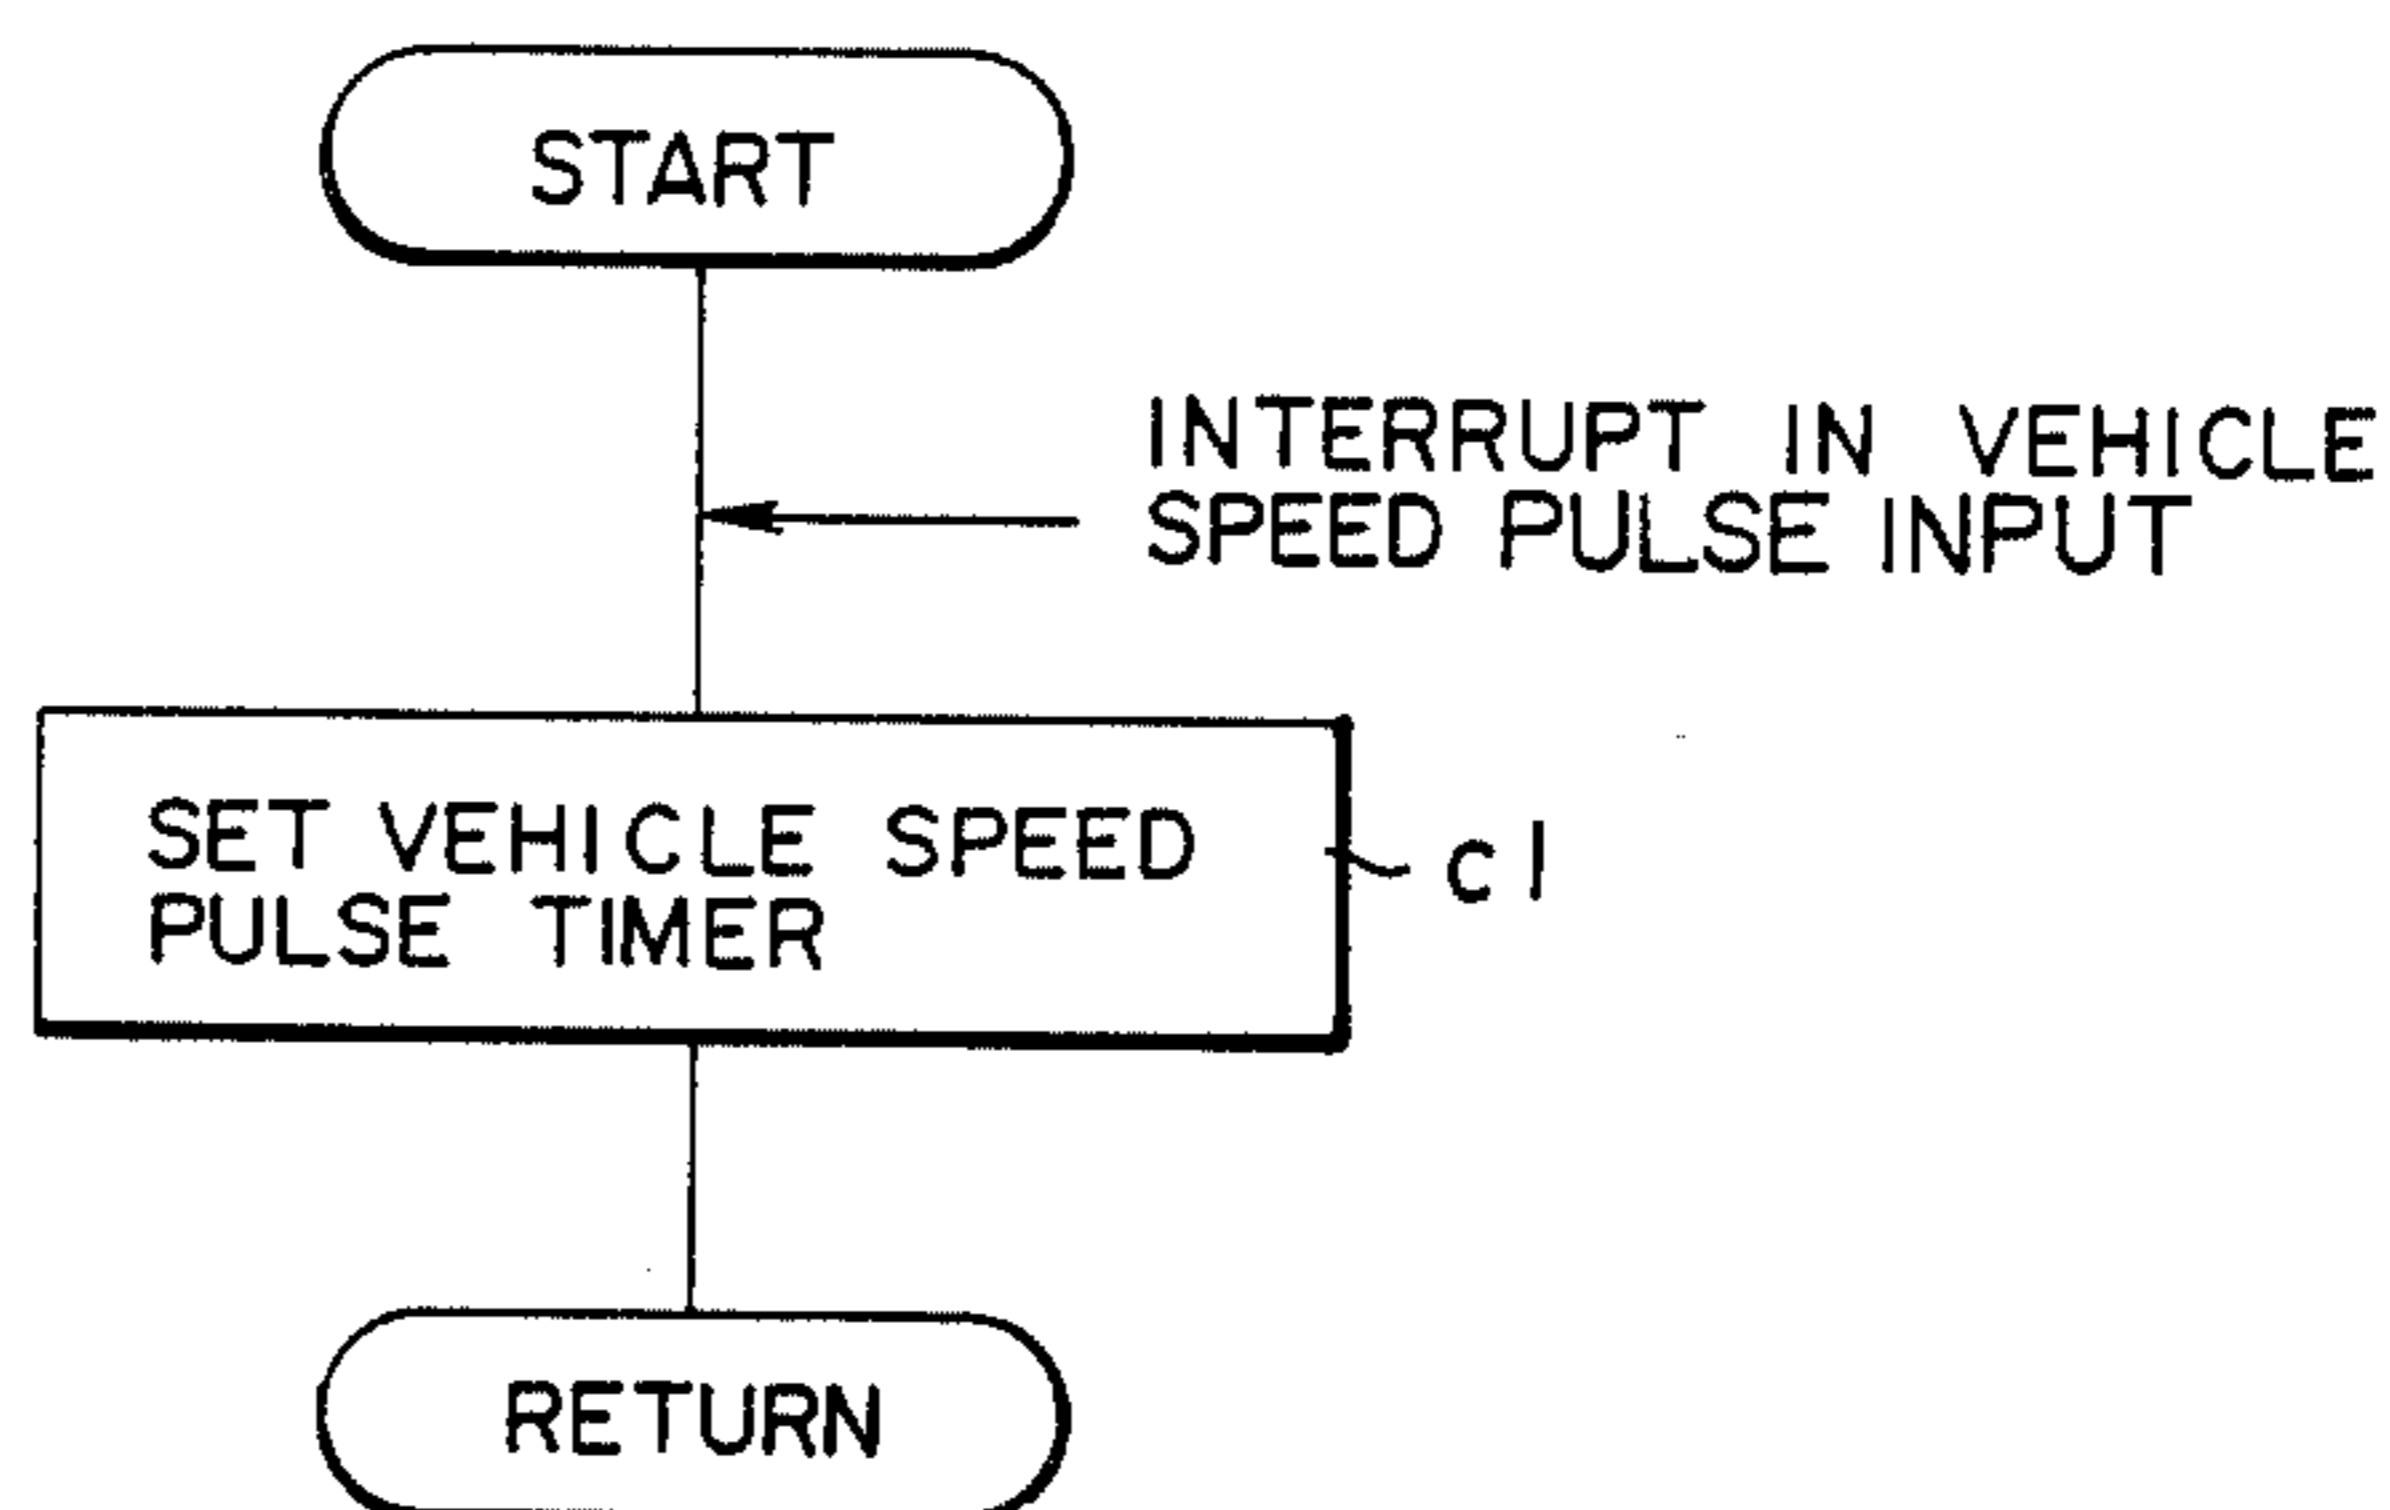 START
INTERRUPT IN VEHICLE
SPEED PULSE INPUT
SET VEHICLE SPEED
PULSE TIMER
c1
RETURN